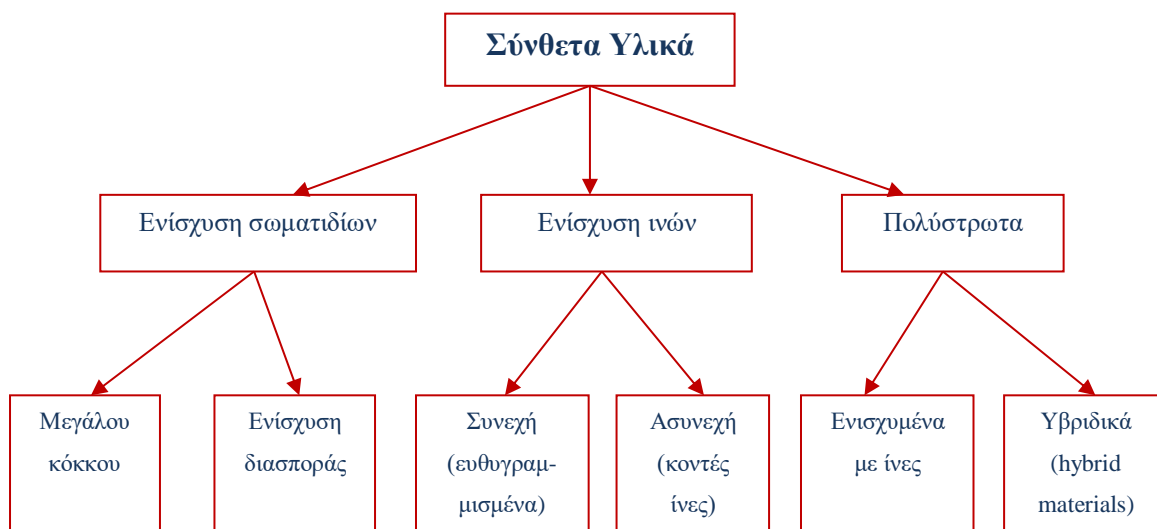 Σύνθετα Υλικά
Ενίσχυση σωματιδίων
Ενίσχυση ινών
Πολύστρωτα
Μεγάλου
κόκκου
Ενίσχυση
διασποράς
Συνεχή
(ευθυγραμ-
μισμένα)
Ασυνεχή
(κοντές
ίνες)
Ενισχυμένα
με ίνες
Υβριδικά
(hybrid
materials)